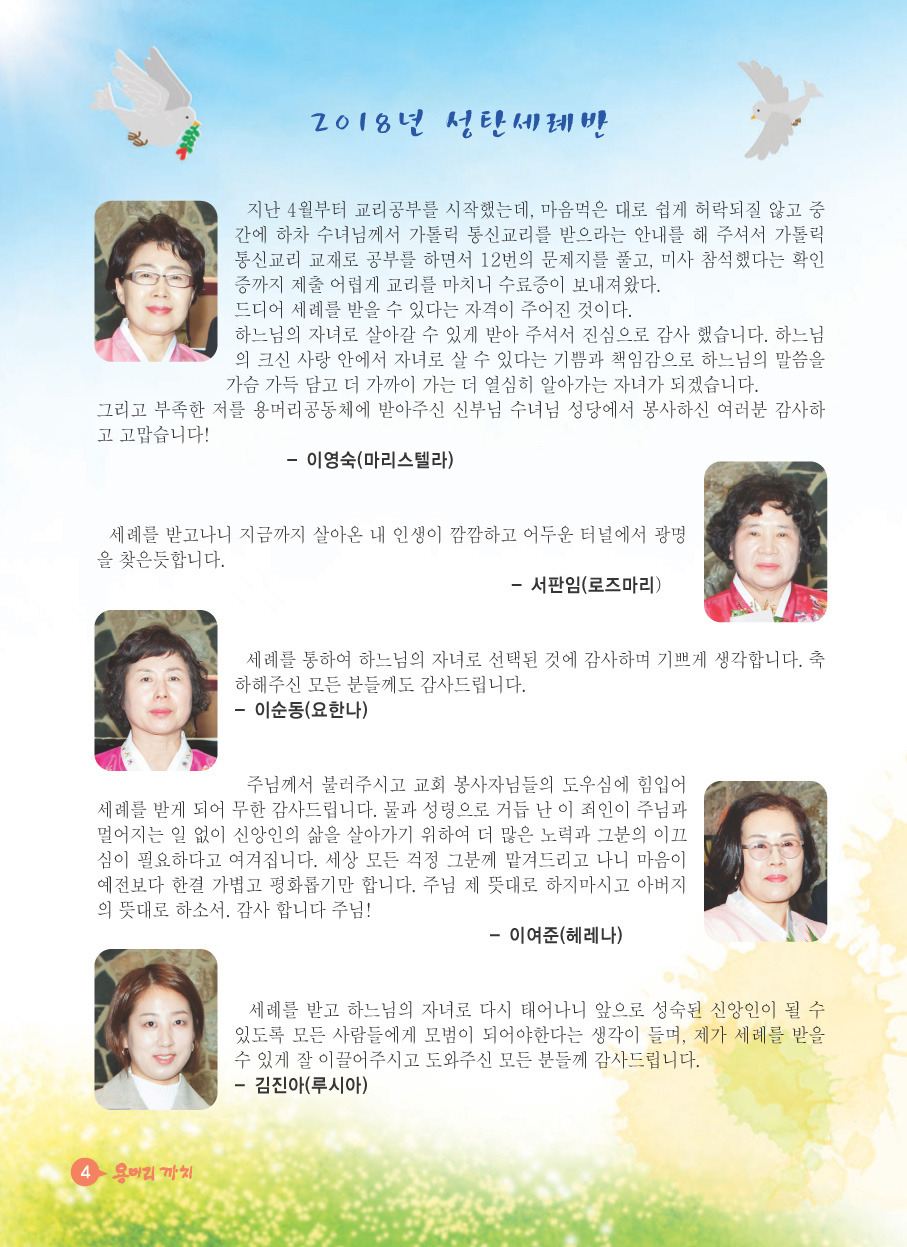 2018년 성탄세례반
지난 4월부터 교리공부를 시작했는데, 마음먹은 대로 쉽게 허락되질 않고 중
간에 하차 수녀님께서 가톨릭 통신교리를 받으라는 안내를 해 주셔서 가톨릭
통신교리 교재로 공부를 하면서 12번의 문제지를 풀고, 미사 참석했다는 확인
증까지 제출 어렵게 교리를 마치니 수료증이 보내져왔다.
드디어 세례를 받을 수 있다는 자격이 주어진 것이다.
하느님의 자녀로 살아갈 수 있게 받아 주셔서 진심으로 감사 했습니다. 하느님
의 크신 사랑 안에서 자녀로 살 수 있다는 기쁨과 책임감으로 하느님의 말씀을
가슴 가득 담고 더 가까이 가는 더 열심히 알아가는 자녀가 되겠습니다.
그리고 부족한 저를 용머리공동체에 받아주신 신부님 수녀님 성당에서 봉사하신 여러분 감사하
고 고맙습니다!
- 이영숙(마리스텔라)
세례를 받고나니 지금까지 살아온 내 인생이 깜깜하고 어두운 터널에서 광명
을 찾은듯합니다.
- 서판임(로즈마리)
세례를 통하여 하느님의 자녀로 선택된 것에 감사하며 기쁘게 생각합니다. 축
하해주신 모든 분들께도 감사드립니다.
- 이순동(요한나)
주님께서 불러주시고 교회 봉사자님들의 도우심에 힘입어
세례를 받게 되어 무한 감사드립니다. 물과 성령으로 거듭 난 이 죄인이 주님과
멀어지는 일 없이 신앙인의 삶을 살아가기 위하여 더 많은 노력과 그분의 이끄
심이 필요하다고 여겨집니다. 세상 모든 걱정 그분께 맡겨드리고 나니 마음이
예전보다 한결 가볍고 평화롭기만 합니다. 주님 제 뜻대로 하지마시고 아버지
의 뜻대로 하소서. 감사 합니다 주님!
- 이여준(헤레나)
세례를 받고 하느님의 자녀로 다시 태어나니 앞으로 성숙된 신앙인이 될 수
있도록 모든 사람들에게 모범이 되어야한다는 생각이 들며, 제가 세례를 받을
수 있게 잘 이끌어주시고 도와주신 모든 분들께 감사드립니다.
- 김진아(루시아)
4 용머리 까치